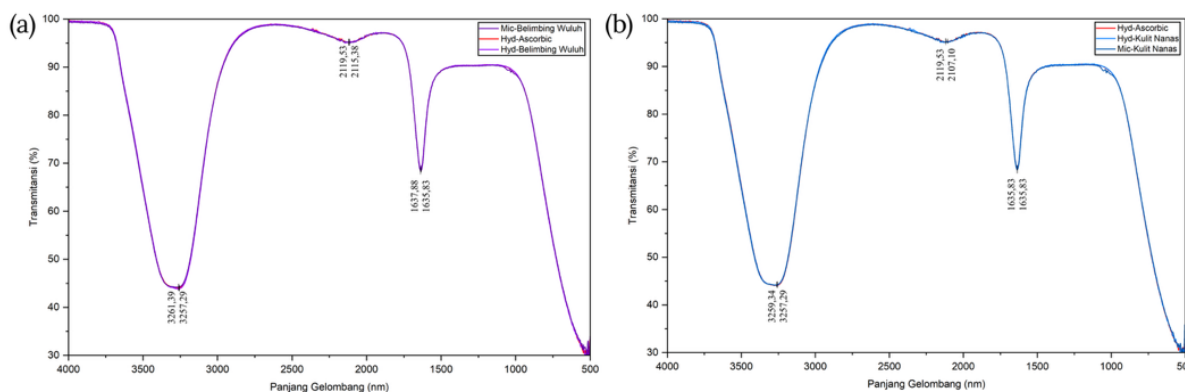 (a)
Mic-Belimbing Wuluh
Hyd-Ascorbic
Hyd-Belimbing Wuluh
Transmitansi (%)
100
90
80
70
60
50
40
30
2119,53
2115,38
1637,88
1635,83
3261,39
3257,29
4000 3500 3000 2500 2000 1500 1000 500
Panjang Gelombang (nm)
(b)
Hyd-Ascorbic
Hyd-Kulit Nanas
Mic-Kulit Nanas
Transmitansi (%)
100
90
80
70
60
50
40
30
2119,53
2107,10
1635,83
1635,83
3259,34
3257,29
4000 3500 3000 2500 2000 1500 1000 500
Panjang Gelombang (nm)